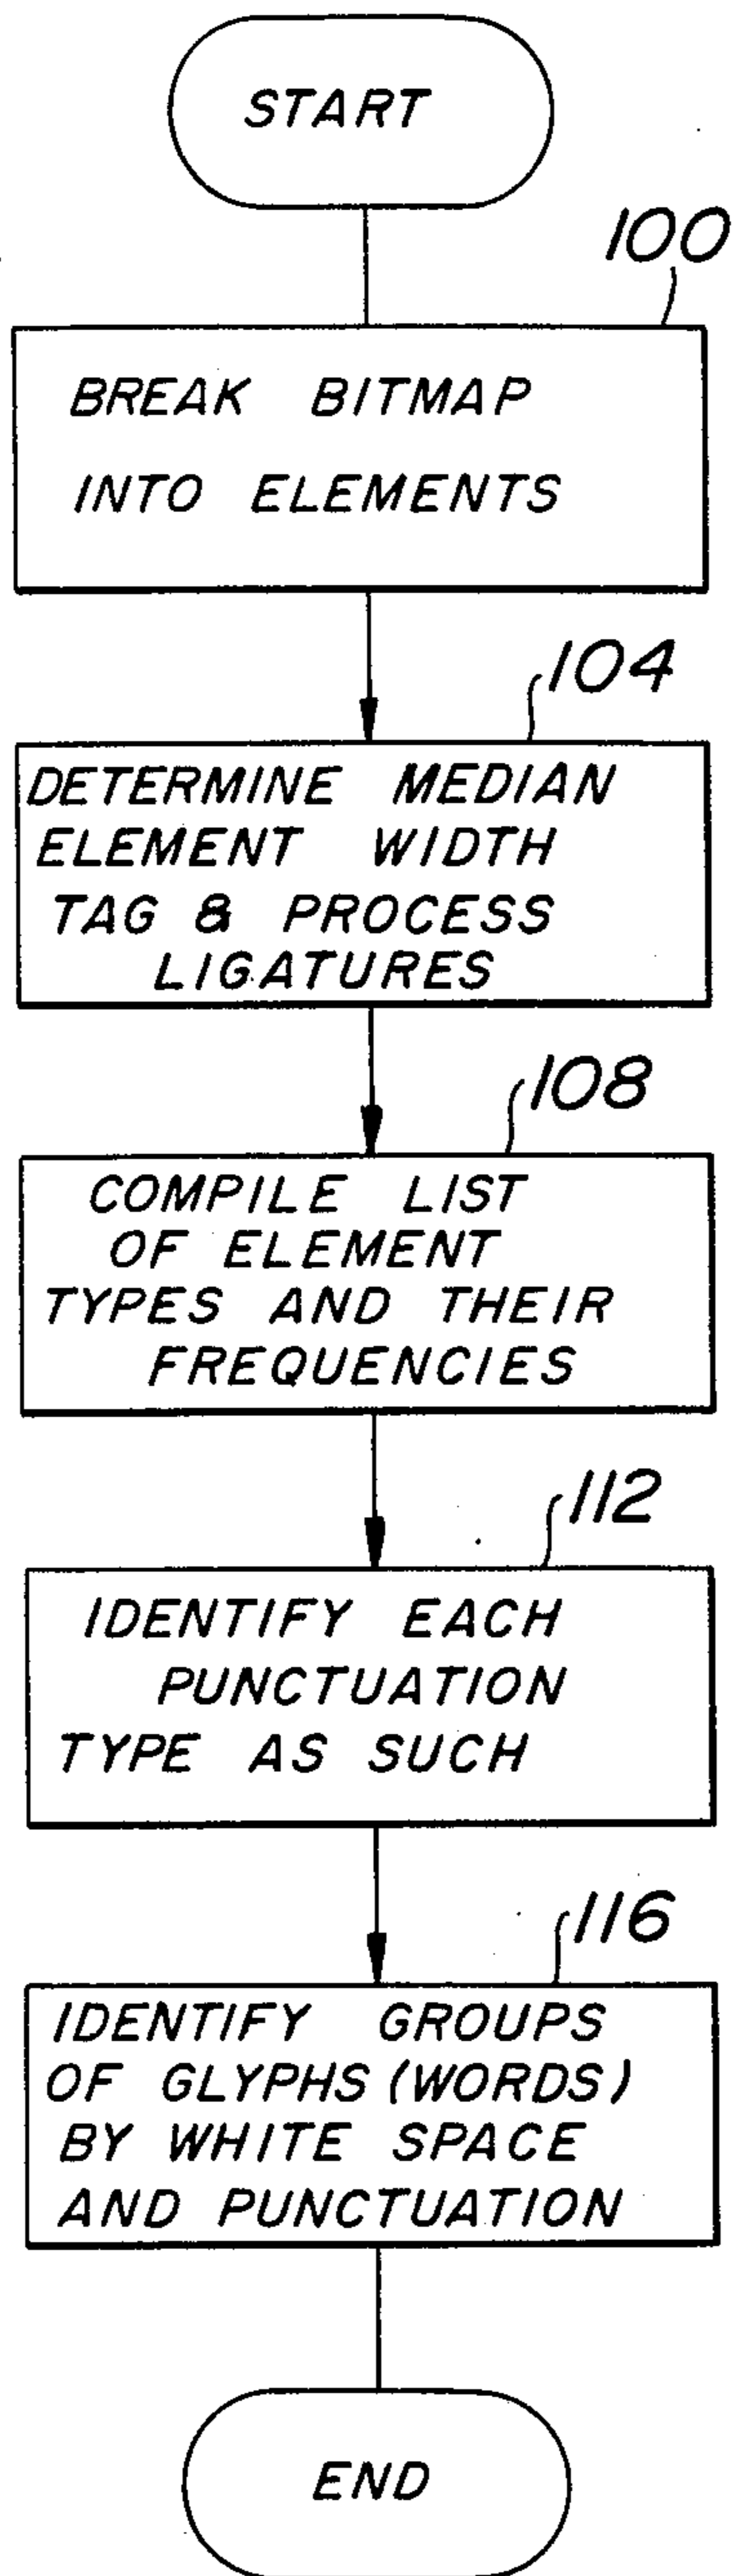 START
100
BREAK BITMAP
INTO ELEMENTS
104
DETERMINE MEDIAN
ELEMENT WIDTH
TAG & PROCESS
LIGATURES
108
COMPILE LIST
OF ELEMENT
TYPES AND THEIR
FREQUENCIES
112
IDENTIFY EACH
PUNCTUATION
TYPE AS SUCH
116
IDENTIFY GROUPS
OF GLYPHS (WORDS)
BY WHITE SPACE
AND PUNCTUATION
END